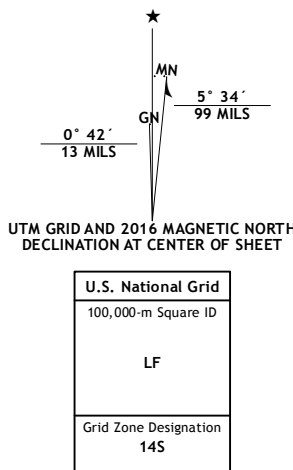 ★
MN
GN
5° 34´
99 MILS
0° 42´
13 MILS
UTM GRID AND 2016 MAGNETIC NORTH
DECLINATION AT CENTER OF SHEET
U.S. National Grid
100,000-m Square ID
LF
Grid Zone Designation
14S